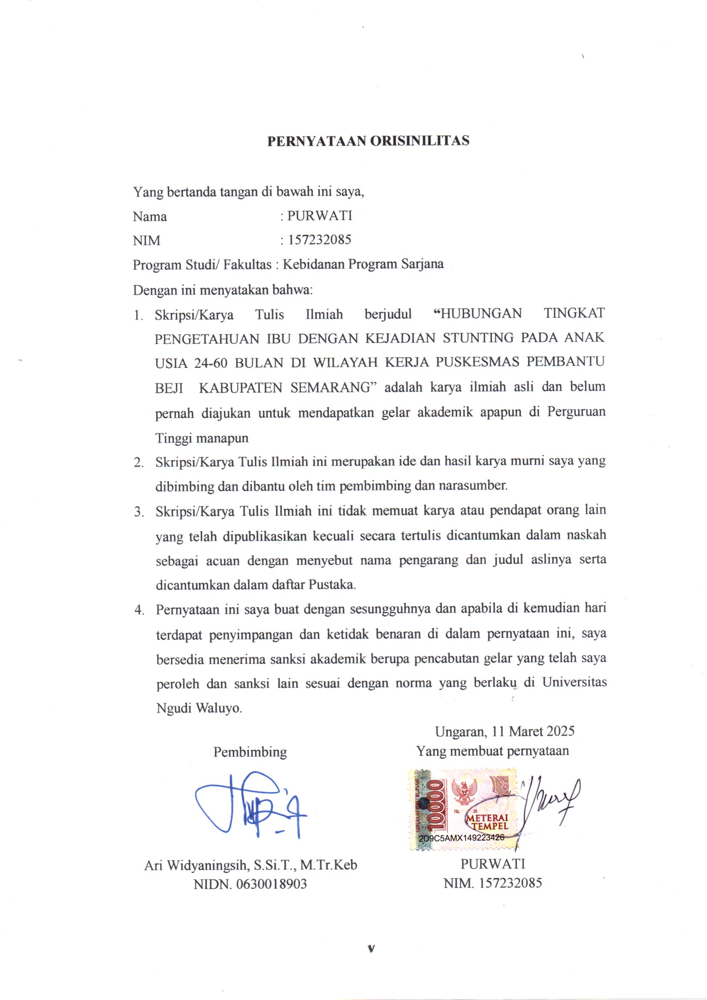 PERNYATAAN ORISINILITAS
Yang bertanda tangan di bawah ini saya,
Nama : PURWATI
NIM : 157232085
Program Studi/ Fakultas : Kebidanan Program Sarjana
Dengan ini menyatakan bahwa:
1. Skripsi/Karya Tulis Ilmiah berjudul “HUBUNGAN TINGKAT
PENGETAHUAN IBU DENGAN KEJADIAN STUNTING PADA ANAK
USIA 24-60 BULAN DI WILAYAH KERJA PUSKESMAS PEMBANTU
BEJI KABUPATEN SEMARANG” adalah karya ilmiah asli dan belum
pernah diajukan untuk mendapatkan gelar akademik apapun di Perguruan
Tinggi manapun
2. Skripsi/Karya Tulis Ilmiah ini merupakan ide dan hasil karya murni saya yang
dibimbing dan dibantu oleh tim pembimbing dan narasumber.
3. Skripsi/Karya Tulis Ilmiah ini tidak memuat karya atau pendapat orang lain
yang telah dipublikasikan kecuali secara tertulis dicantumkan dalam naskah
sebagai acuan dengan menyebut nama pengarang dan judul aslinya serta
dicantumkan dalam daftar Pustaka.
4. Pernyataan ini saya buat dengan sesungguhnya dan apabila di kemudian hari
terdapat penyimpangan dan ketidak benaran di dalam pernyataan ini, saya
bersedia menerima sanksi akademik berupa pencabutan gelar yang telah saya
peroleh dan sanksi lain sesuai dengan norma yang berlaku di Universitas
Ngudi Waluyo.
Ungaran, 11 Maret 2025
Pembimbing
Yang membuat pernyataan
SEPULUH RIBU RUPIAH
10000
TGL. 20
METERAI
TEMPEL
2D9C5AMX149223426
Ari Widyaningsih, S.Si.T., M.Tr.Keb
NIDN. 0630018903
PURWATI
NIM. 157232085
v